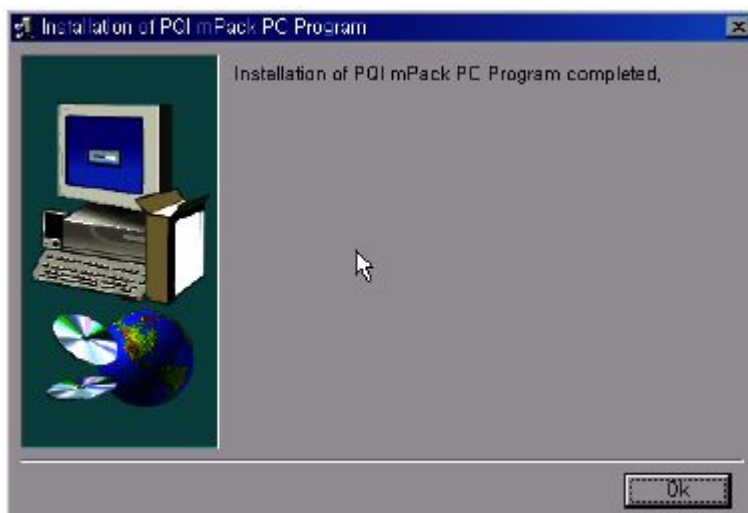 Installation of PQI mPack PC Program
Installation of PQI mPack PC Program completed,
Ok